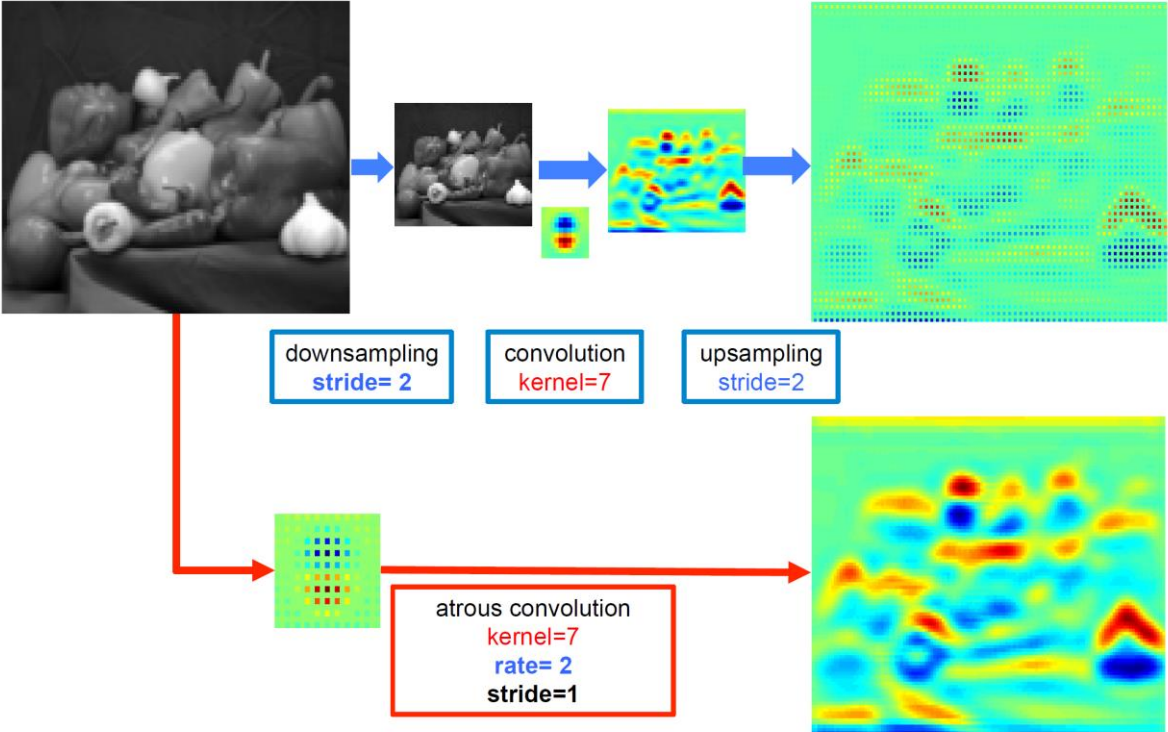 downsampling
stride= 2
convolution
kernel=7
upsampling
stride=2
atrous convolution
kernel=7
rate= 2
stride=1